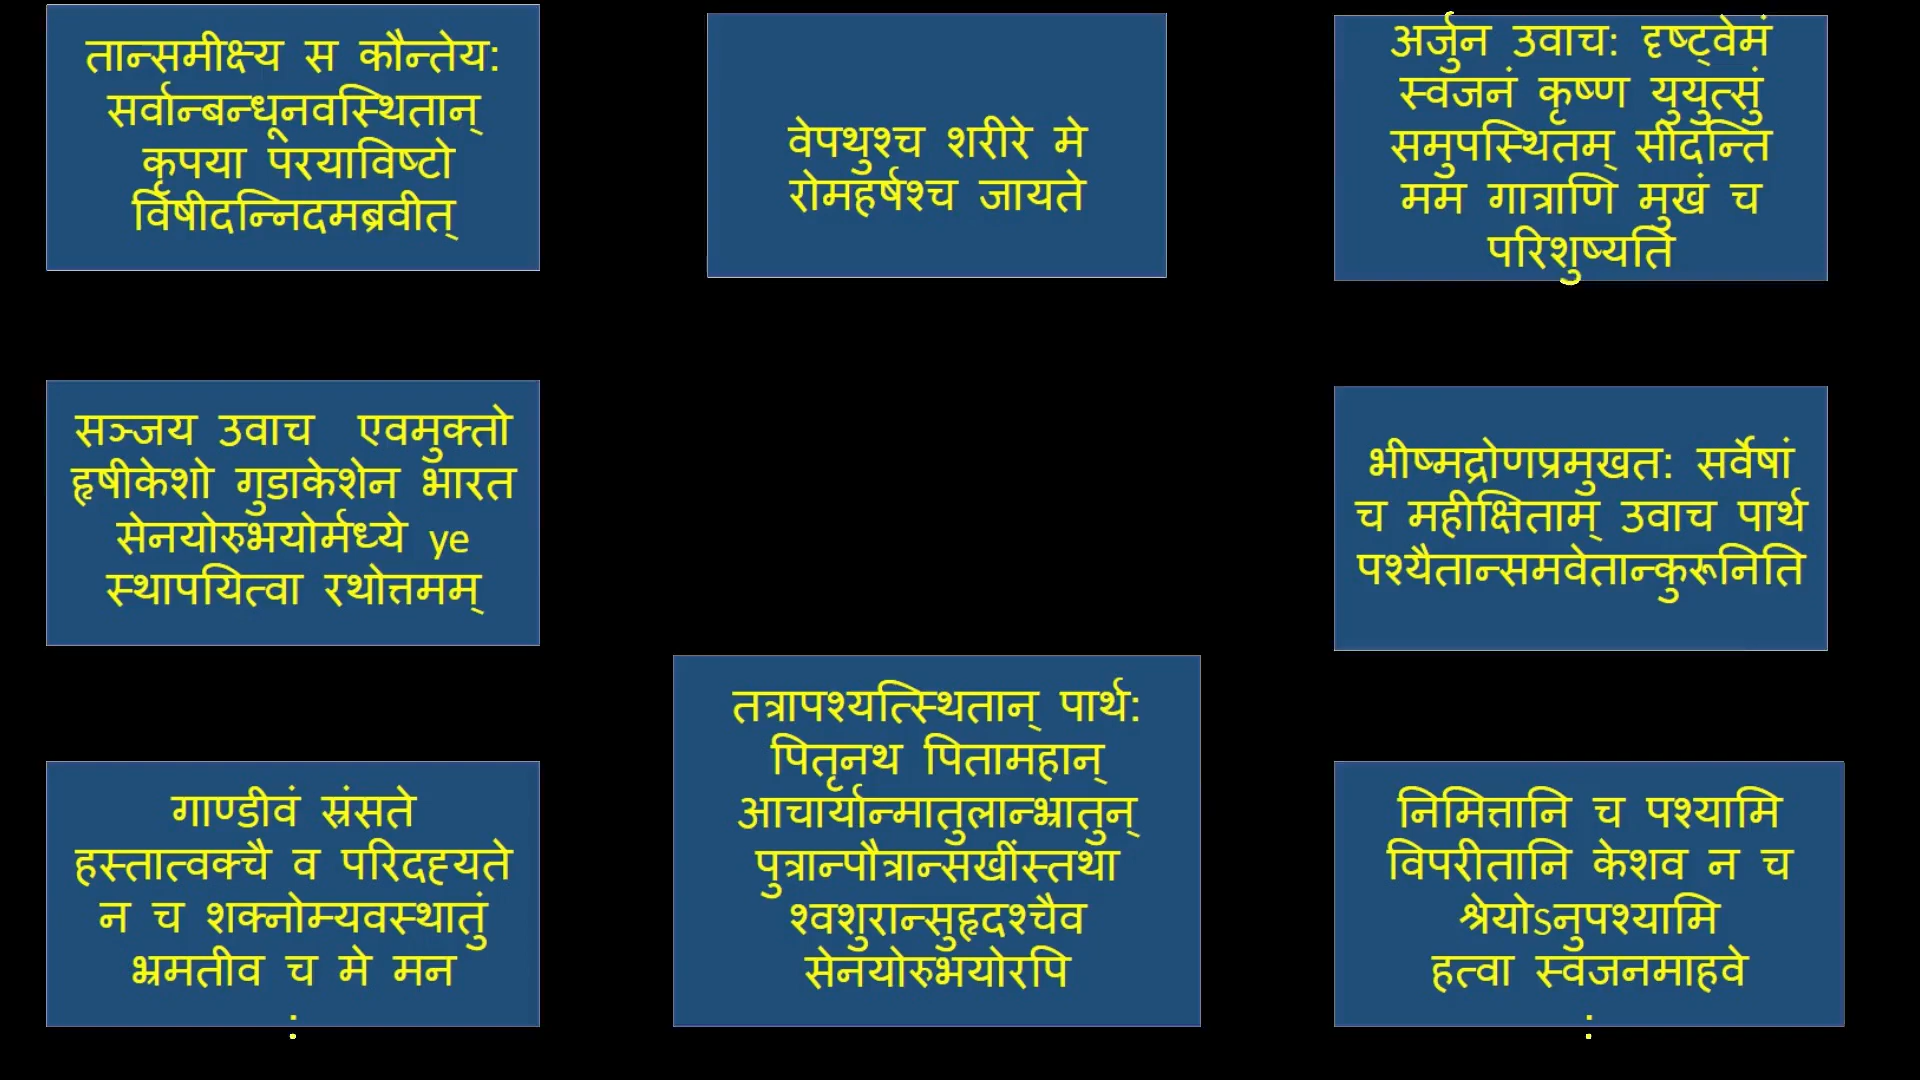 तान्समीक्ष्य स कौन्तेय:
सर्वान्बन्धूनवस्थितान्
कृपया परयाविष्टो
र्विषीदन्निदमब्रवीत्
वेपथुश्च शरीरे मे
रोमहर्षश्च जायते
अर्जुन उवाच: दृष्ट्वेमं
स्वजनं कृष्ण युयुत्सुं
समुपस्थितम् सीदन्ति
मम गात्राणि मुखं च
परिशुष्यति
सञ्जय उवाच एवमुक्तो
हृषीकेशो गुडाकेशेन भारत
सेनयोरुभयोर्मध्ये ye
स्थापयित्वा रथोत्तमम्
भीष्मद्रोणप्रमुखत: सर्वेषां
च महीक्षिताम् उवाच पार्थ
पश्यैतान्समवेतान्कुरूनिति
गाण्डीवं स्रंसते
हस्तात्वक्चै व परिदह्यते
न च शक्नोम्यवस्थातुं
भ्रमतीव च मे मन
:
तत्रापश्यत्स्थितान् पार्थ:
पितृनथ पितामहान्
आचार्यान्मातुलान्भ्रातुन्
पुत्रान्पौत्रान्सखींस्तथा
श्वशुरान्सुहृदश्चैव
सेनयोरुभयोरपि
निमित्तानि च पश्यामि
विपरीतानि केशव न च
श्रेयोऽनुपश्यामि
हत्वा स्वजनमाहवे
: